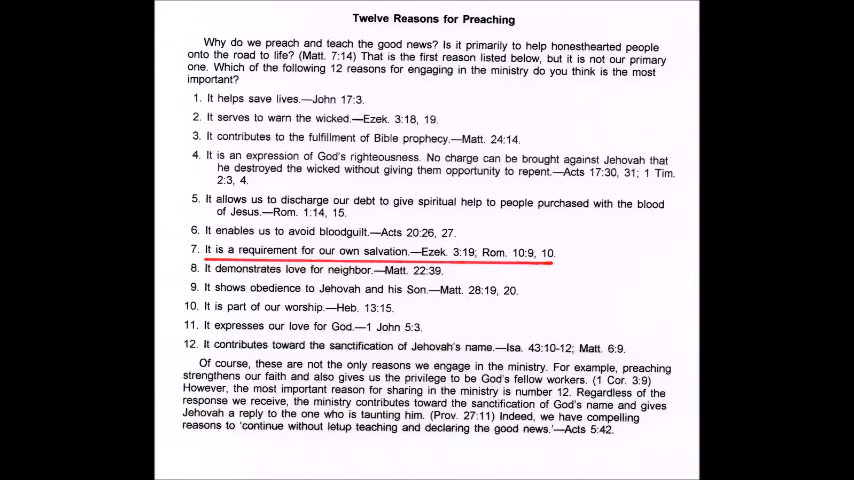 Twelve Reasons for Preaching
Why do we preach and teach the good news? Is it primarily to help honesthearted people
onto the road to life? (Matt. 7:14) That is the first reason listed below, but it is not our primary
one. Which of the following 12 reasons for engaging in the ministry do you think is the most
important?
1. It helps save lives.—John 17:3.
2. It serves to warn the wicked.—Ezek. 3:18, 19.
3. It contributes to the fulfillment of Bible prophecy.—Matt. 24:14.
4. It is an expression of God's righteousness. No charge can be brought against Jehovah that
he destroyed the wicked without giving them opportunity to repent.—Acts 17:30, 31; 1 Tim.
2:3, 4.
5. It allows us to discharge our debt to give spiritual help to people purchased with the blood
of Jesus.—Rom. 1:14, 15.
6. It enables us to avoid bloodguilt.—Acts 20:26, 27.
7. It is a requirement for our own salvation.—Ezek. 3:19; Rom. 10:9, 10.
8. It demonstrates love for neighbor.—Matt. 22:39.
9. It shows obedience to Jehovah and his Son.—Matt. 28:19, 20.
10. It is part of our worship.—Heb. 13:15.
11. It expresses our love for God.—1 John 5:3.
12. It contributes toward the sanctification of Jehovah's name.—Isa. 43:10-12; Matt. 6:9.
Of course, these are not the only reasons we engage in the ministry. For example, preaching
strengthens our faith and also gives us the privilege to be God's fellow workers. (1 Cor. 3:9)
However, the most important reason for sharing in the ministry is number 12. Regardless of the
response we receive, the ministry contributes toward the sanctification of God's name and gives
Jehovah a reply to the one who is taunting him. (Prov. 27:11) Indeed, we have compelling
reasons to 'continue without letup teaching and declaring the good news.'—Acts 5:42.